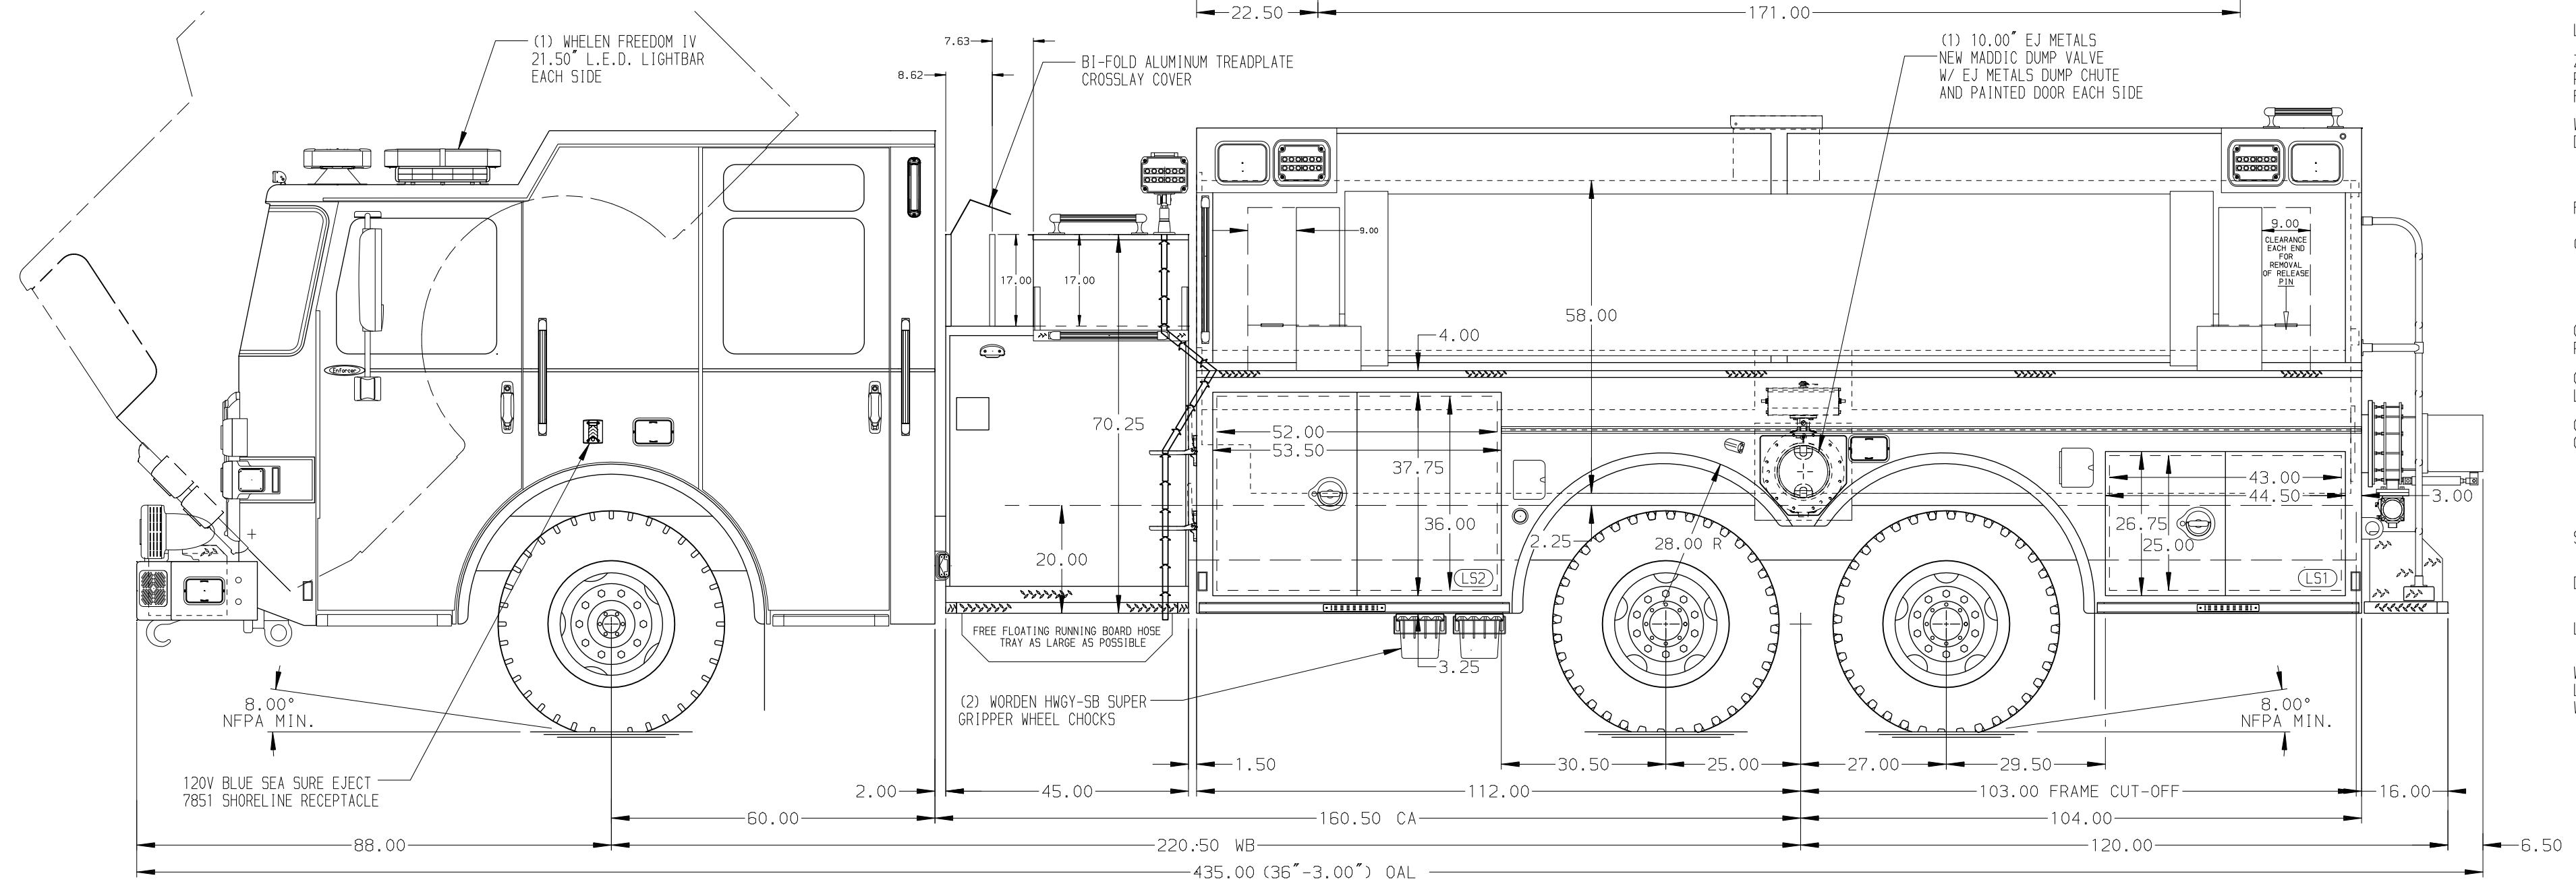 22.50
171.00
(1) WHELEN FREEDOM IV
21.50" L.E.D. LIGHTBAR
EACH SIDE
7.63
8.62
BI-FOLD ALUMINUM TREADPLATE
CROSSLAY COVER
(1) 10.00" EJ METALS
NEW MADDIC DUMP VALVE
W/ EJ METALS DUMP CHUTE
AND PAINTED DOOR EACH SIDE
9.00
9.00
CLEARANCE
EACH END
FOR
REMOVAL
OF RELEASE
PIN
17.00
17.00
58.00
4.00
Enforcer
70.25
52.00
53.50
37.75
36.00
LS2
2.25
28.00 R
20.00
43.00
44.50
3.00
26.75
25.00
LS1
FREE FLOATING RUNNING BOARD HOSE
TRAY AS LARGE AS POSSIBLE
3.25
(2) WORDEN HWGY-SB SUPER
GRIPPER WHEEL CHOCKS
8.00°
NFPA MIN.
8.00°
NFPA MIN.
120V BLUE SEA SURE EJECT
7851 SHORELINE RECEPTACLE
1.50
30.50
25.00
27.00
29.50
2.00
45.00
112.00
103.00 FRAME CUT-OFF
16.00
60.00
160.50 CA
104.00
88.00
220.50 WB
120.00
6.50
435.00 (36"-3.00") OAL